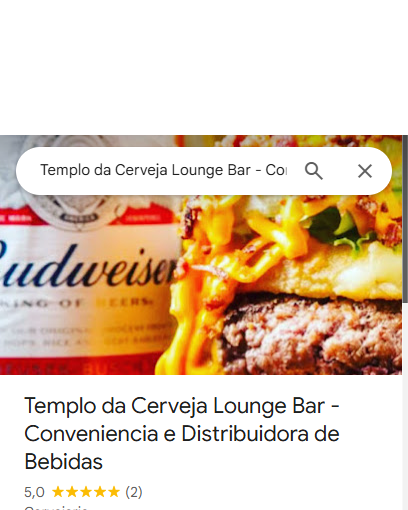 Templo da Cerveja Lounge Bar - Co
Budweiser
KING OF BEERS
Templo da Cerveja Lounge Bar -
Conveniencia e Distribuidora de
Bebidas
5,0 ★★★★★ (2)